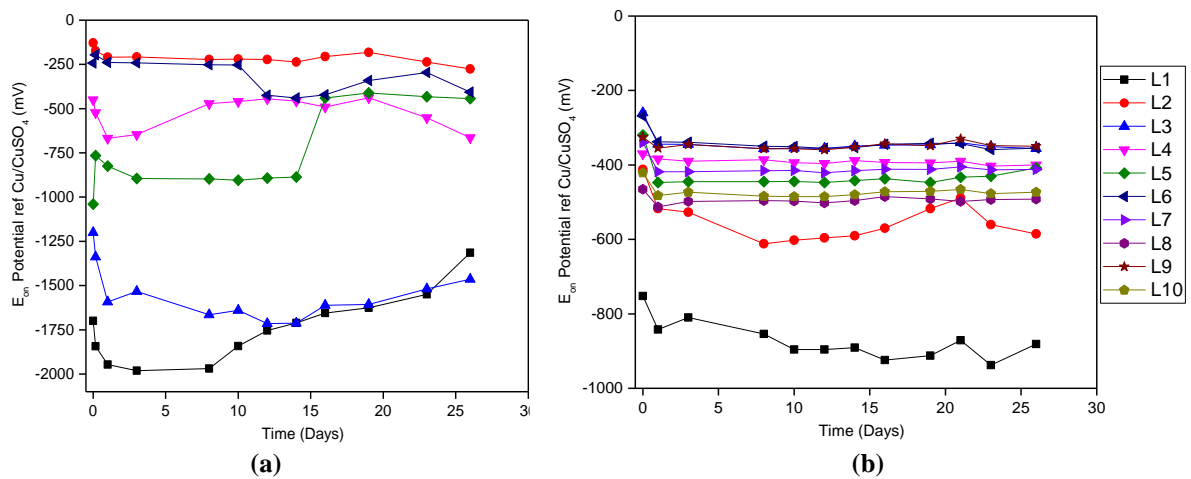 0
-250
-500
-750
-1000
-1250
-1500
-1750
-2000
E_on Potential ref Cu/CuSO_4 (mV)
0 5 10 15 20 25 30
Time (Days)
(a)
0
-200
-400
-600
-800
-1000
E_on Potential ref Cu/CuSO_4 (mV)
0 5 10 15 20 25 30
Time (Days)
(b)
L1
L2
L3
L4
L5
L6
L7
L8
L9
L10